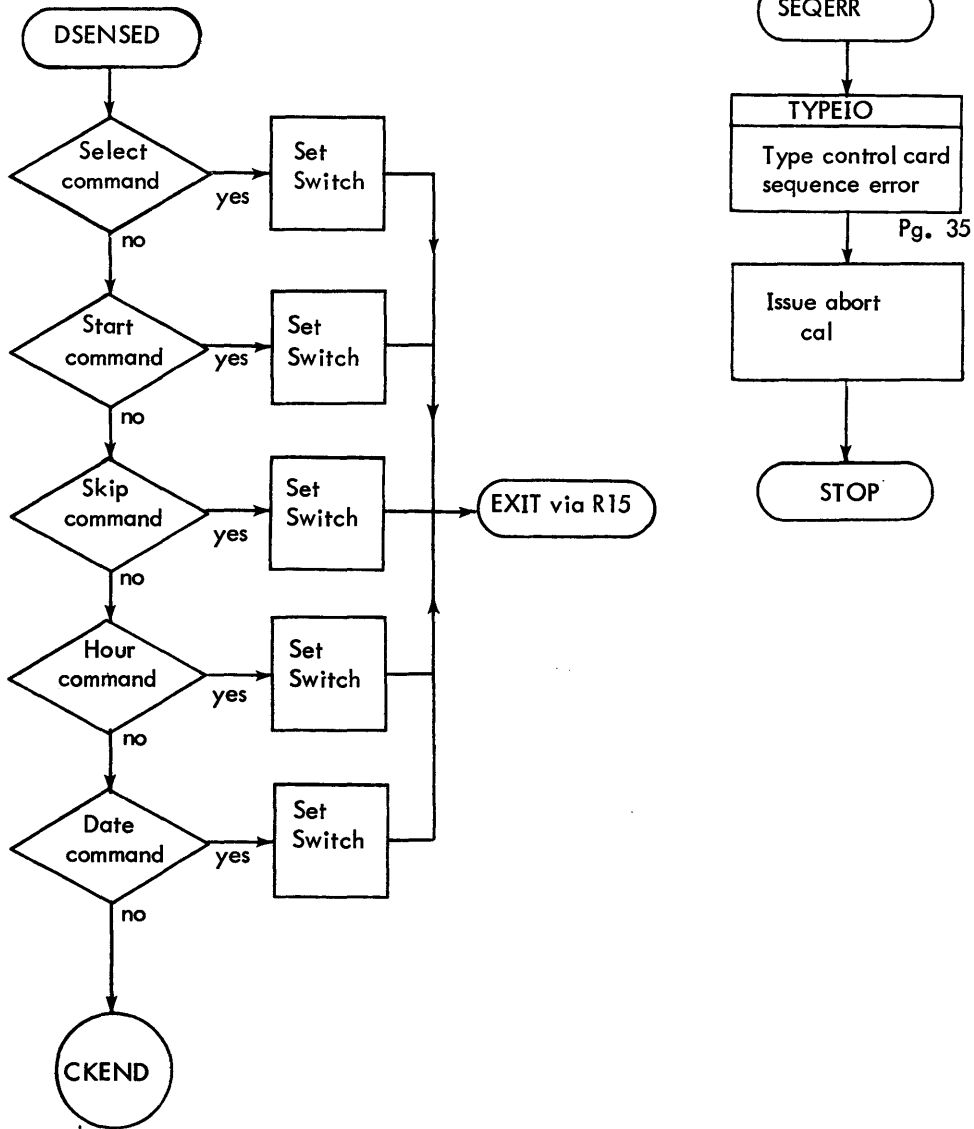 DSENSED
Select
command
yes
Set
Switch
no
Start
command
yes
Set
Switch
no
Skip
command
yes
Set
Switch
EXIT via R15
no
Hour
command
yes
Set
Switch
no
Date
command
yes
Set
Switch
no
CKEND
SEQERR
TYPEIO
Type control card
sequence error
Pg. 35
Issue abort
cal
STOP